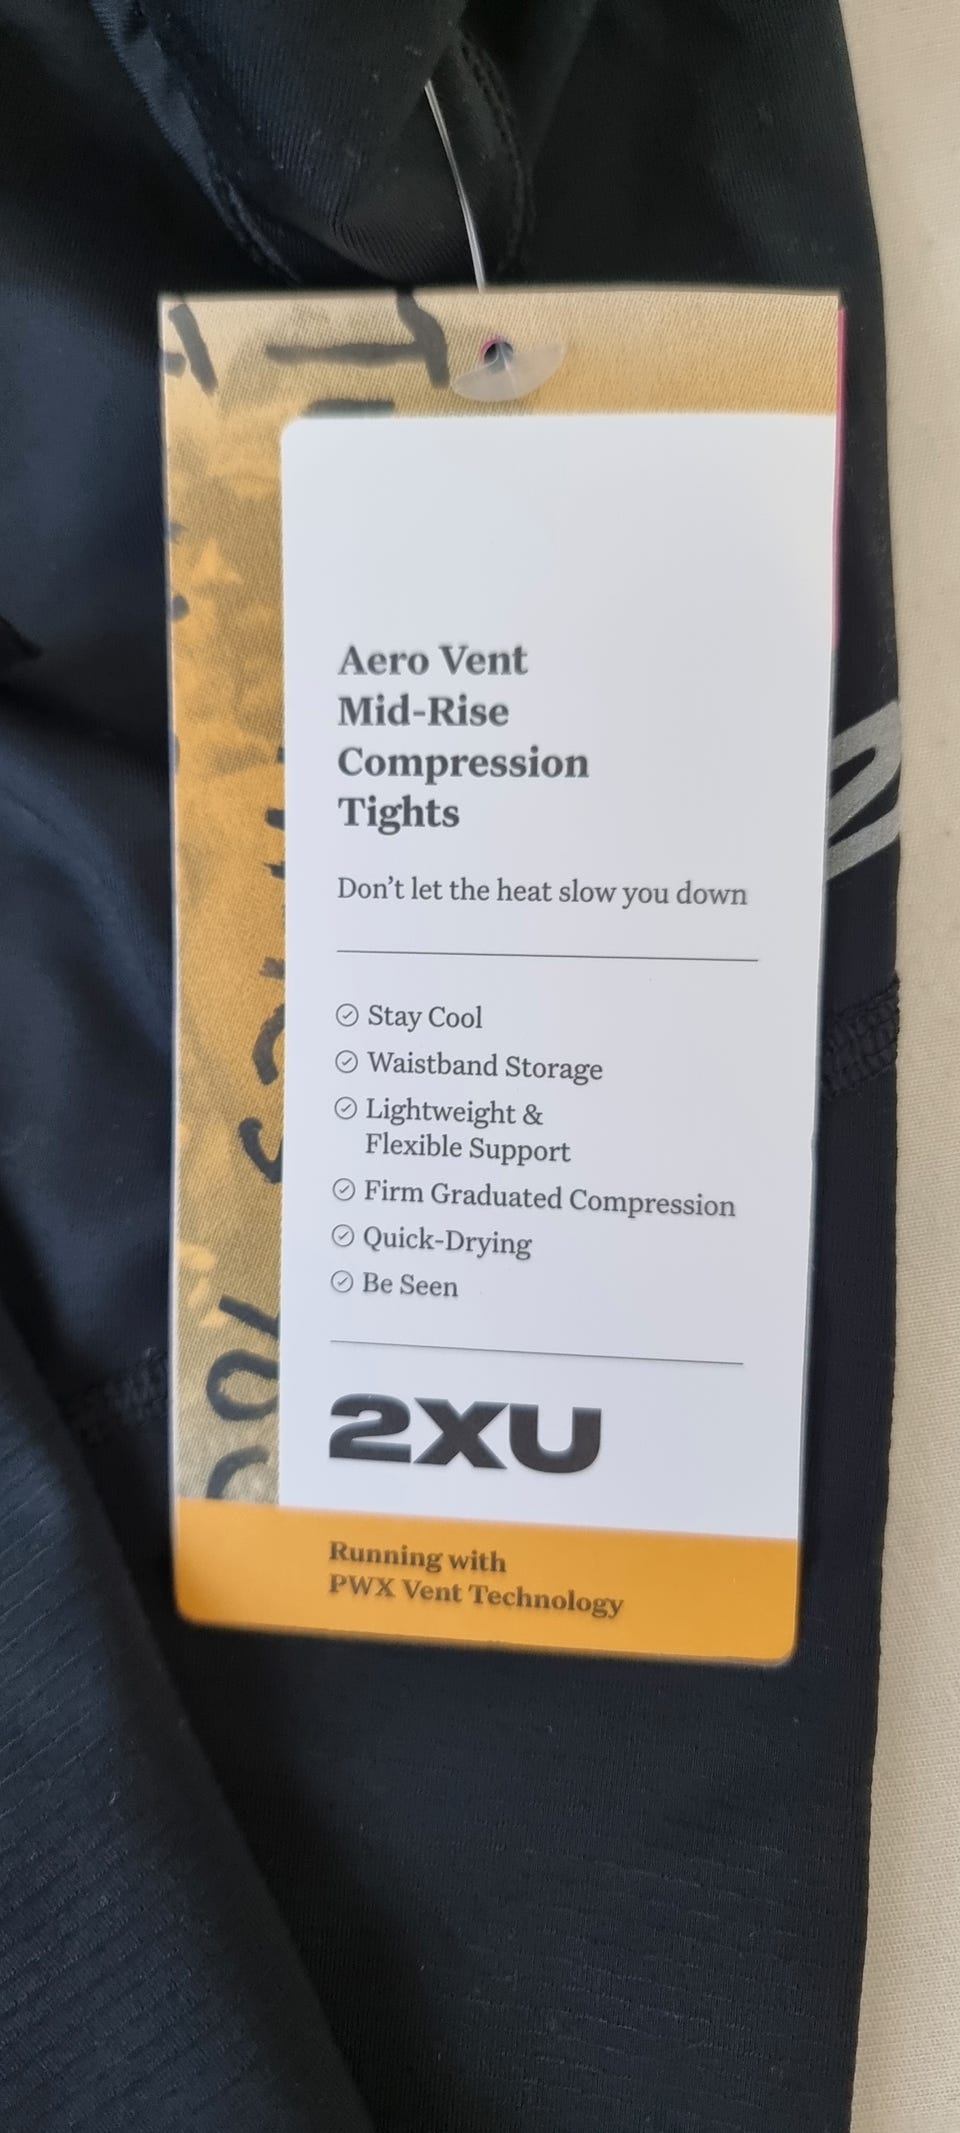 Aero Vent
Mid-Rise
Compression
Tights
Don't let the heat slow you down
Stay Cool
Waistband Storage
Lightweight &
Flexible Support
Firm Graduated Compression
Quick-Drying
Be Seen
2XU
Running with
PWX Vent Technology